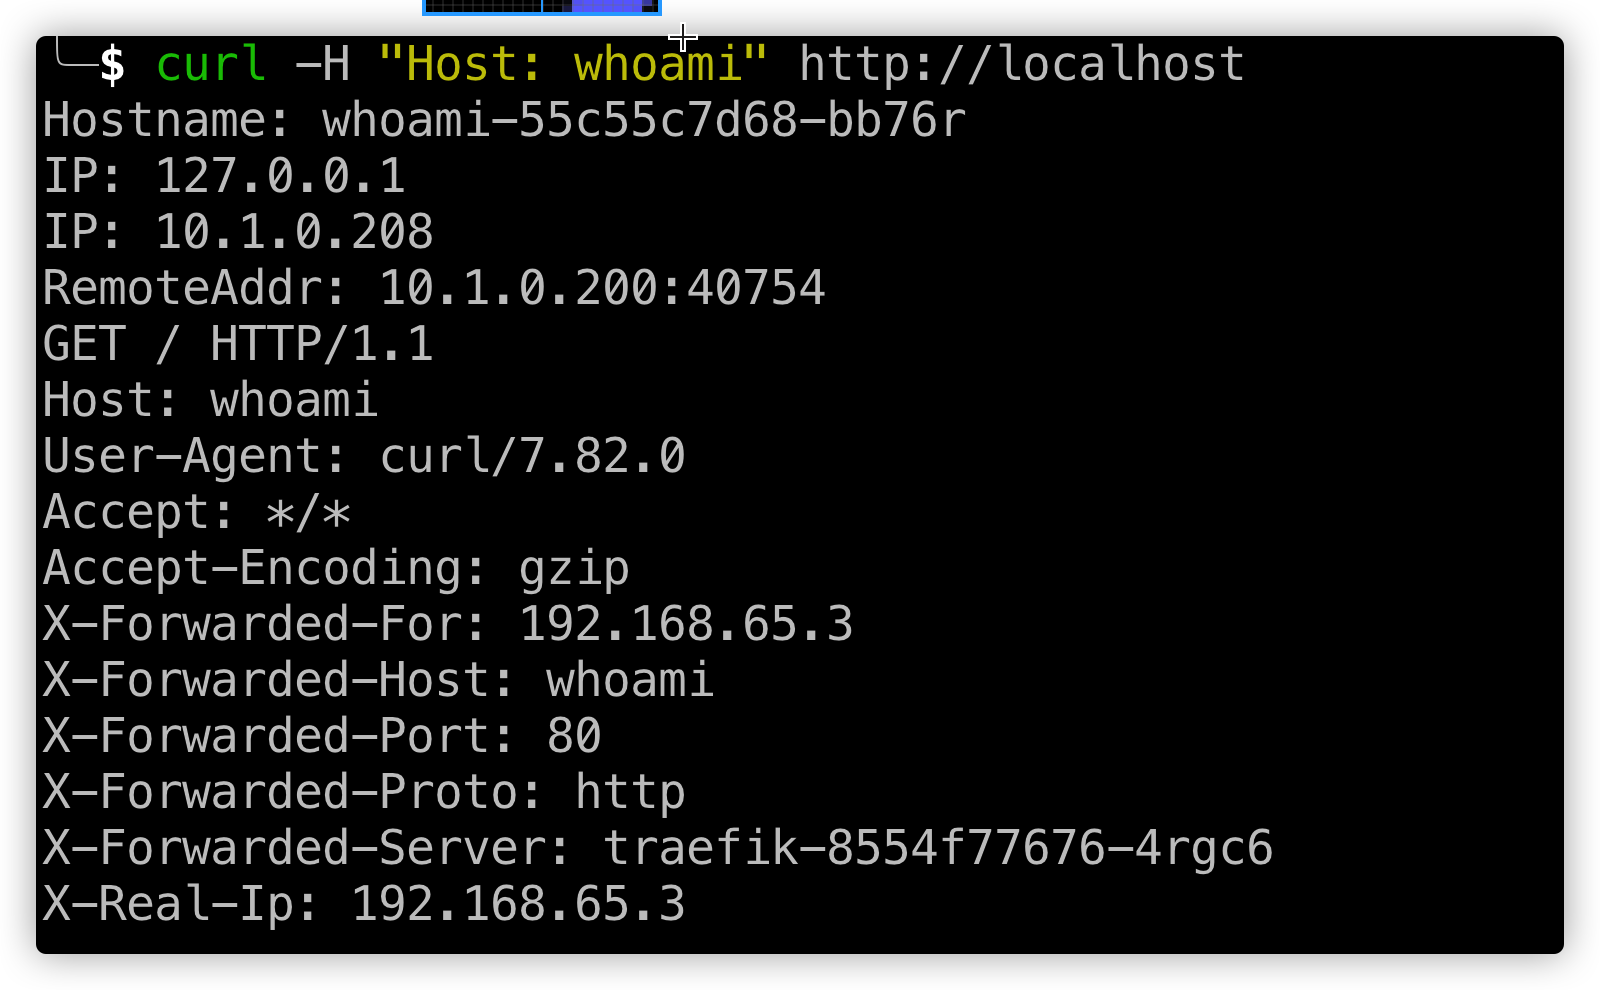 $ curl -H "Host: whoami" http://localhost
Hostname: whoami-55c55c7d68-bb76r
IP: 127.0.0.1
IP: 10.1.0.208
RemoteAddr: 10.1.0.200:40754
GET / HTTP/1.1
Host: whoami
User-Agent: curl/7.82.0
Accept: */*
Accept-Encoding: gzip
X-Forwarded-For: 192.168.65.3
X-Forwarded-Host: whoami
X-Forwarded-Port: 80
X-Forwarded-Proto: http
X-Forwarded-Server: traefik-8554f77676-4rgc6
X-Real-Ip: 192.168.65.3